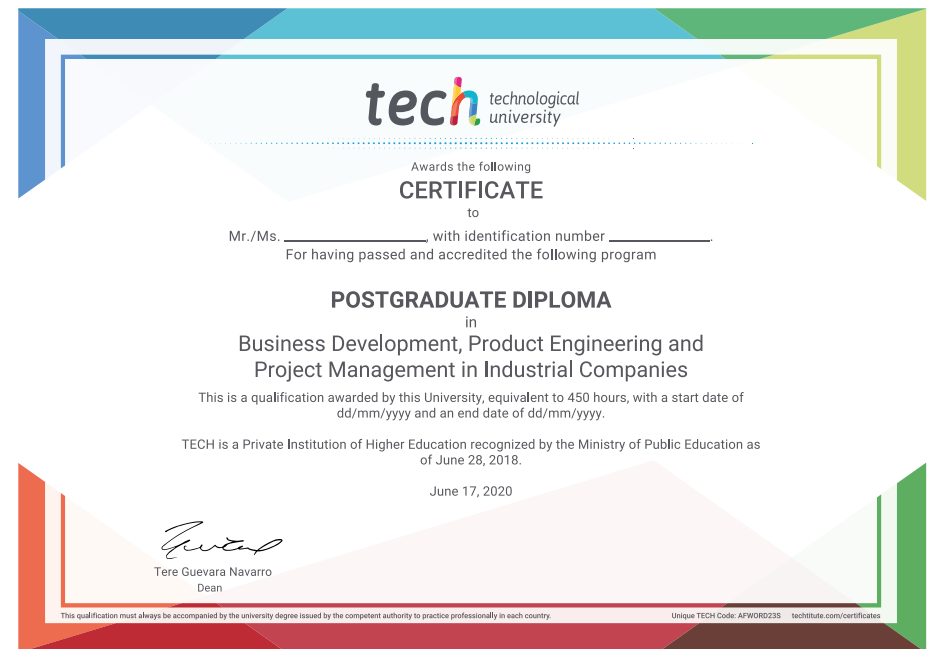 tech technological
university
Awards the following
CERTIFICATE
to
Mr./Ms. ____________________, with identification number ______________.
For having passed and accredited the following program
POSTGRADUATE DIPLOMA
in
Business Development, Product Engineering and
Project Management in Industrial Companies
This is a qualification awarded by this University, equivalent to 450 hours, with a start date of
dd/mm/yyyy and an end date of dd/mm/yyyy.
TECH is a Private Institution of Higher Education recognized by the Ministry of Public Education as
of June 28, 2018.
June 17, 2020
Tere Guevara Navarro
Dean
This qualification must always be accompanied by the university degree issued by the competent authority to practice professionally in each country. Unique TECH Code: AFWORD23S techtitute.com/certificates